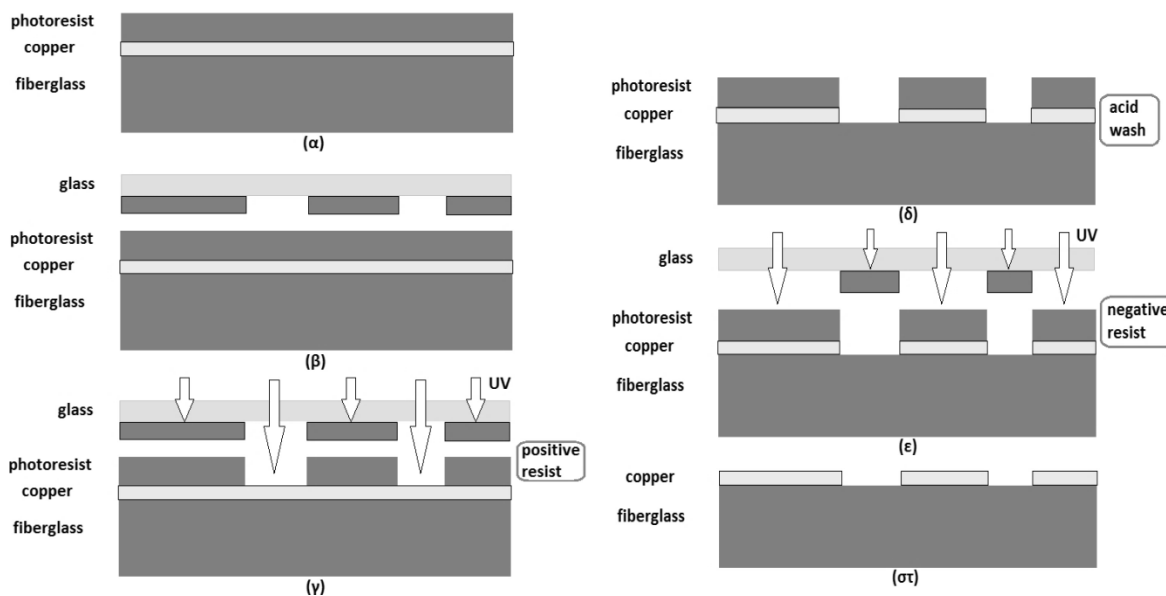 photoresist
copper
fiberglass
(α)
glass
photoresist
copper
fiberglass
(β)
UV
glass
positive
resist
photoresist
copper
fiberglass
(γ)
photoresist
copper
acid
wash
fiberglass
(δ)
UV
glass
negative
resist
photoresist
copper
fiberglass
(ε)
copper
fiberglass
(στ)